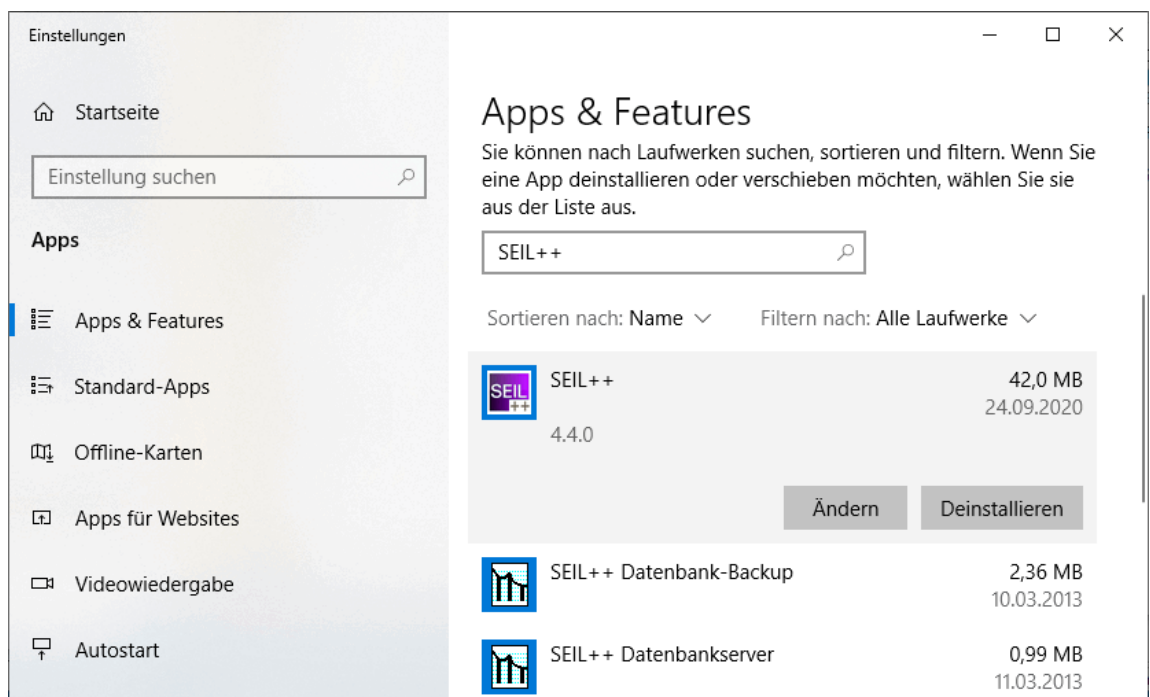 Einstellungen
Startseite
Einstellung suchen
Apps
Apps & Features
Standard-Apps
Offline-Karten
Apps für Websites
Videowiedergabe
Autostart
Apps & Features
Sie können nach Laufwerken suchen, sortieren und filtern. Wenn Sie
eine App deinstallieren oder verschieben möchten, wählen Sie sie
aus der Liste aus.
SEIL++
Sortieren nach: Name Filtern nach: Alle Laufwerke
SEIL
++
SEIL++ 42,0 MB
24.09.2020
4.4.0
Ändern Deinstallieren
SEIL++ Datenbank-Backup 2,36 MB
10.03.2013
SEIL++ Datenbankserver 0,99 MB
11.03.2013